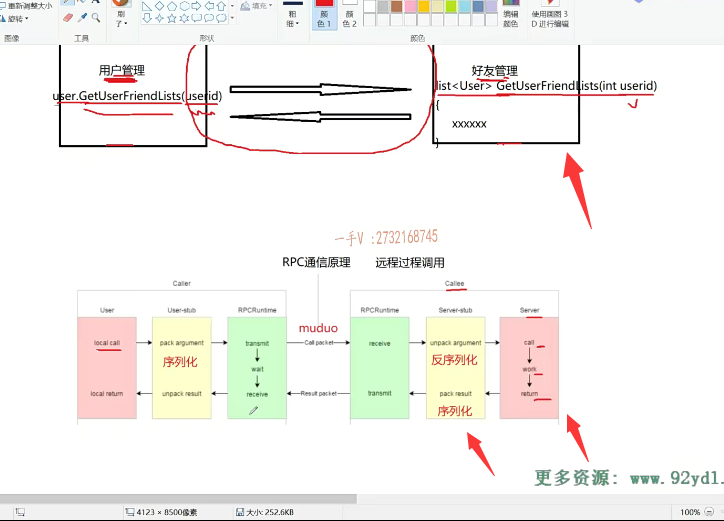 重新调整大小
旋转
刷
子
填充
粗
细
颜
色 1
颜
色 2
编辑
颜色
使用画图 3
D 进行编辑
图像
工具
形状
颜色
用户管理
好友管理
user.GetUserFriendLists(userid)
list<User> GetUserFriendLists(int userid)
{
xxxxxx
}
一手V :2732168745
RPC通信原理 远程过程调用
Caller
Callee
User
User-stub
RPCRuntime
RPCRuntime
Server-stub
Server
muduo
local call
pack argument
transmit
Call packet
receive
unpack argument
call
序列化
反序列化
wait
work
local return
unpack result
receive
Result packet
transmit
pack result
return
序列化
更多资源: www.92yd1.
4123 × 8500像素
大小: 252.6KB
100%